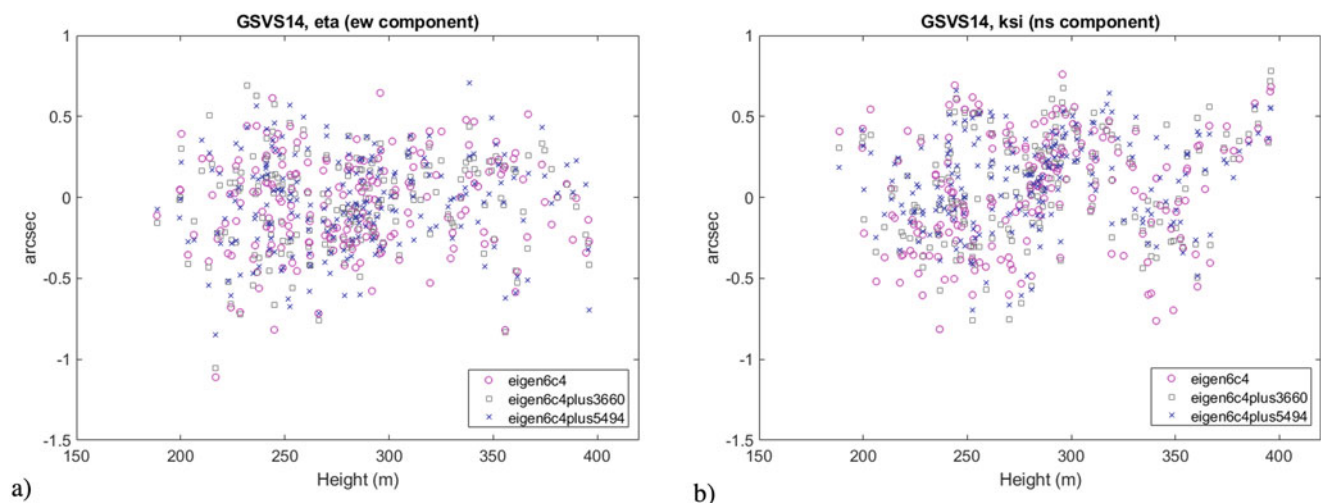 GSVS14, eta (ew component)
1
0.5
0
-0.5
-1
-1.5
arcsec
150 200 250 300 350 400
Height (m)
eigen6c4
eigen6c4plus3660
eigen6c4plus5494
a)
GSVS14, ksi (ns component)
1
0.5
0
-0.5
-1
-1.5
arcsec
150 200 250 300 350 400
Height (m)
eigen6c4
eigen6c4plus3660
eigen6c4plus5494
b)